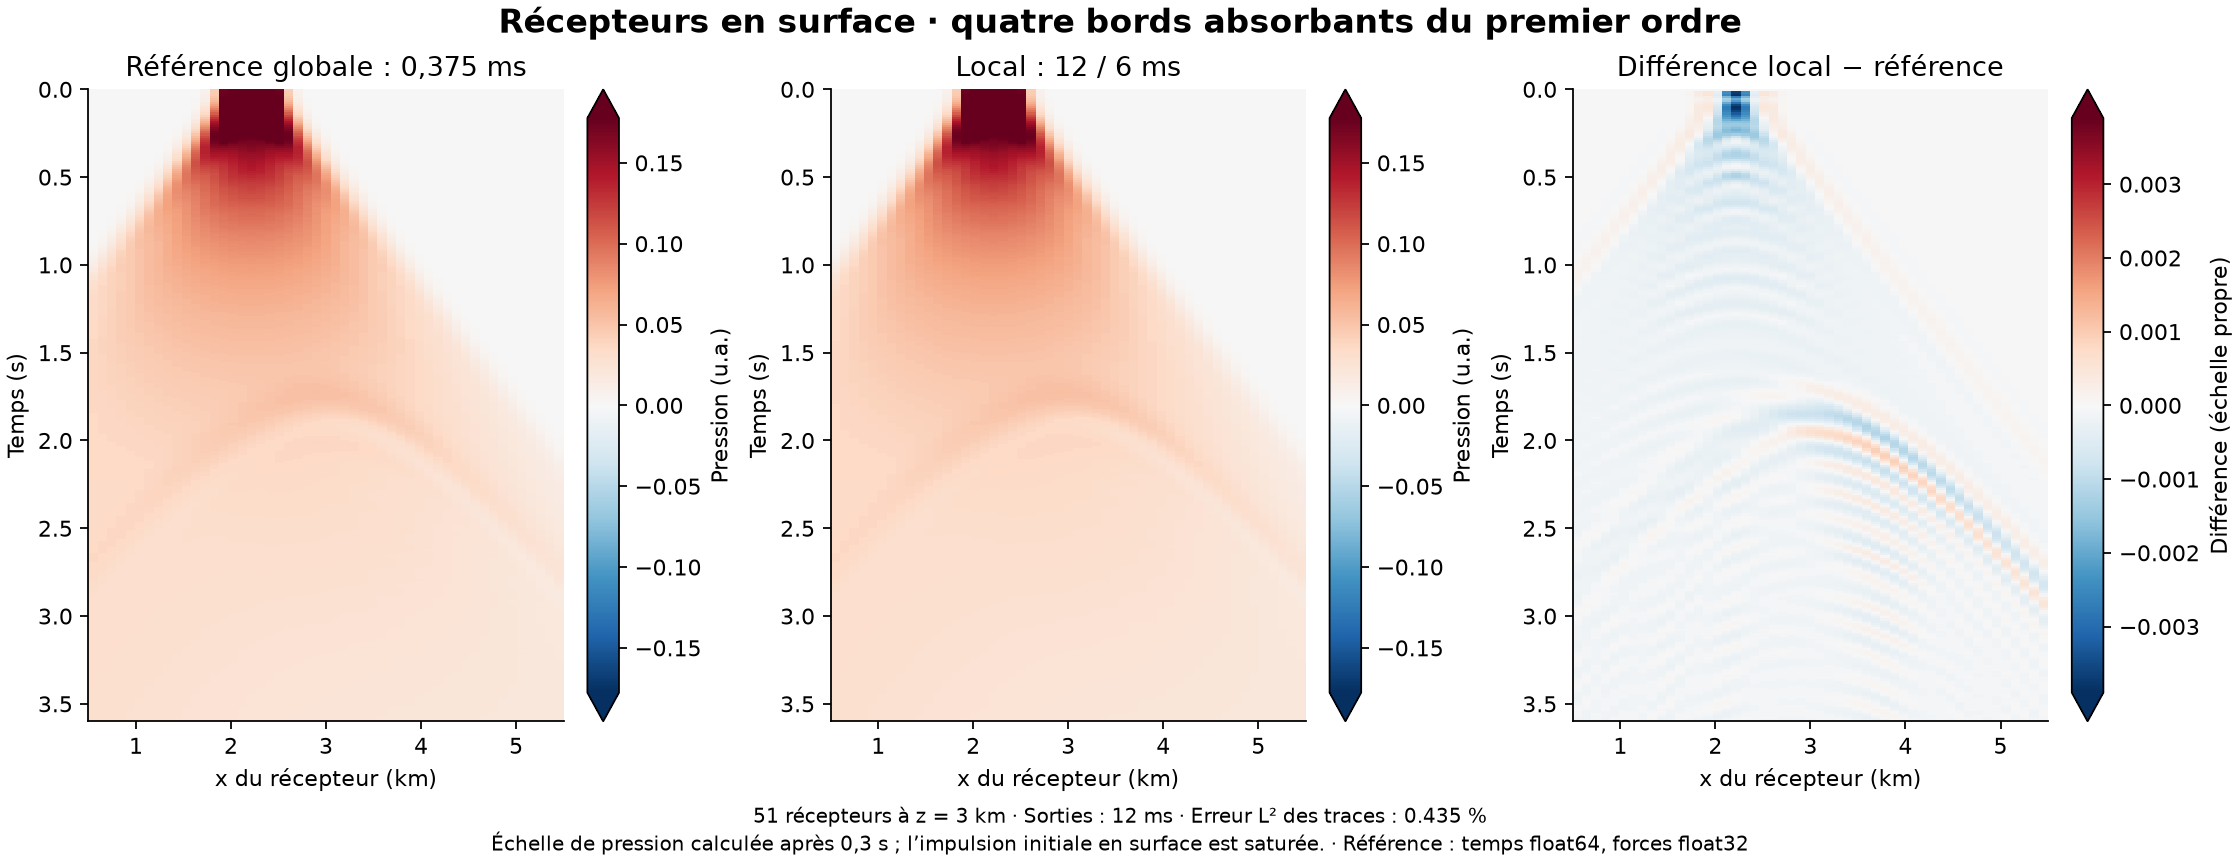 Récepteurs en surface · quatre bords absorbants du premier ordre
Référence globale : 0,375 ms
0.0
0.5
1.0
1.5
2.0
2.5
3.0
3.5
Temps (s)
1 2 3 4 5
x du récepteur (km)
0.15
0.10
0.05
0.00
−0.05
−0.10
−0.15
Pression (u.a.)
Local : 12 / 6 ms
0.0
0.5
1.0
1.5
2.0
2.5
3.0
3.5
Temps (s)
1 2 3 4 5
x du récepteur (km)
0.15
0.10
0.05
0.00
−0.05
−0.10
−0.15
Pression (u.a.)
Différence local − référence
0.0
0.5
1.0
1.5
2.0
2.5
3.0
3.5
Temps (s)
1 2 3 4 5
x du récepteur (km)
0.003
0.002
0.001
0.000
−0.001
−0.002
−0.003
Différence (échelle propre)
51 récepteurs à z = 3 km · Sorties : 12 ms · Erreur L² des traces : 0.435 %
Échelle de pression calculée après 0,3 s ; l’impulsion initiale en surface est saturée. · Référence : temps float64, forces float32